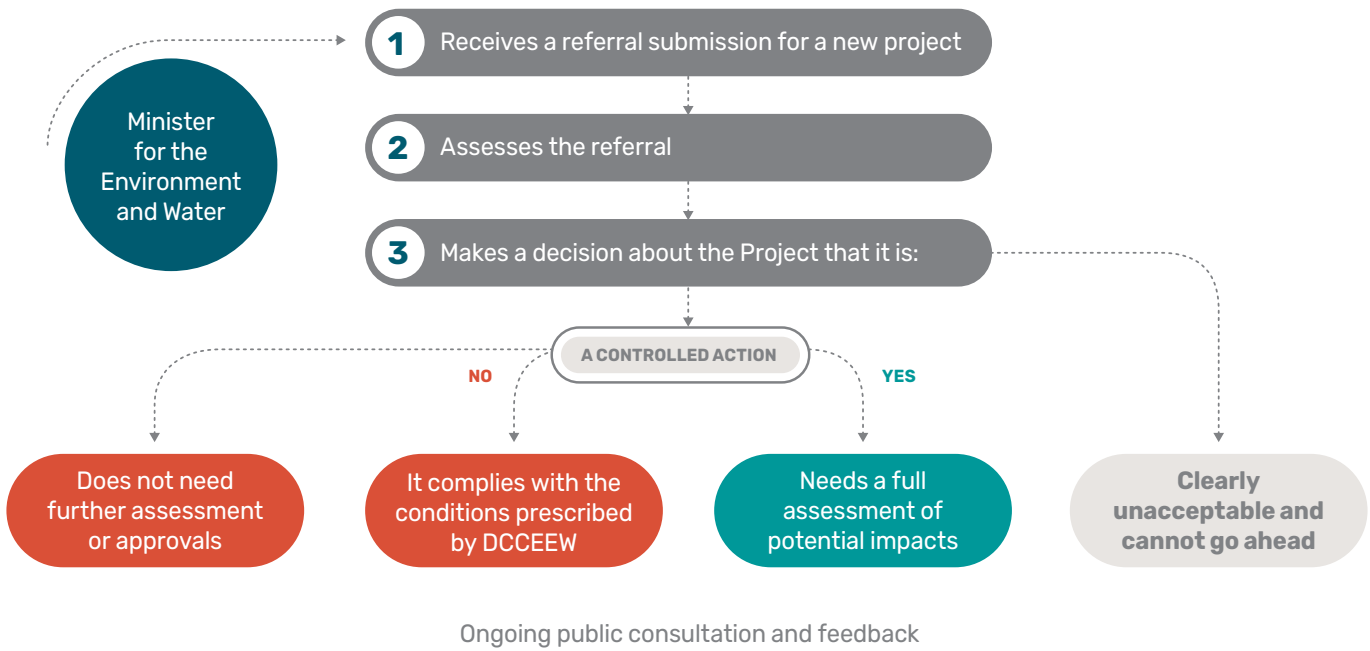 1 Receives a referral submission for a new project
Minister
for the
Environment
and Water
2 Assesses the referral
3 Makes a decision about the Project that it is:
A CONTROLLED ACTION
NO
YES
Does not need
further assessment
or approvals
It complies with the
conditions prescribed
by DCCEEW
Needs a full
assessment of
potential impacts
Clearly
unacceptable and
cannot go ahead
Ongoing public consultation and feedback